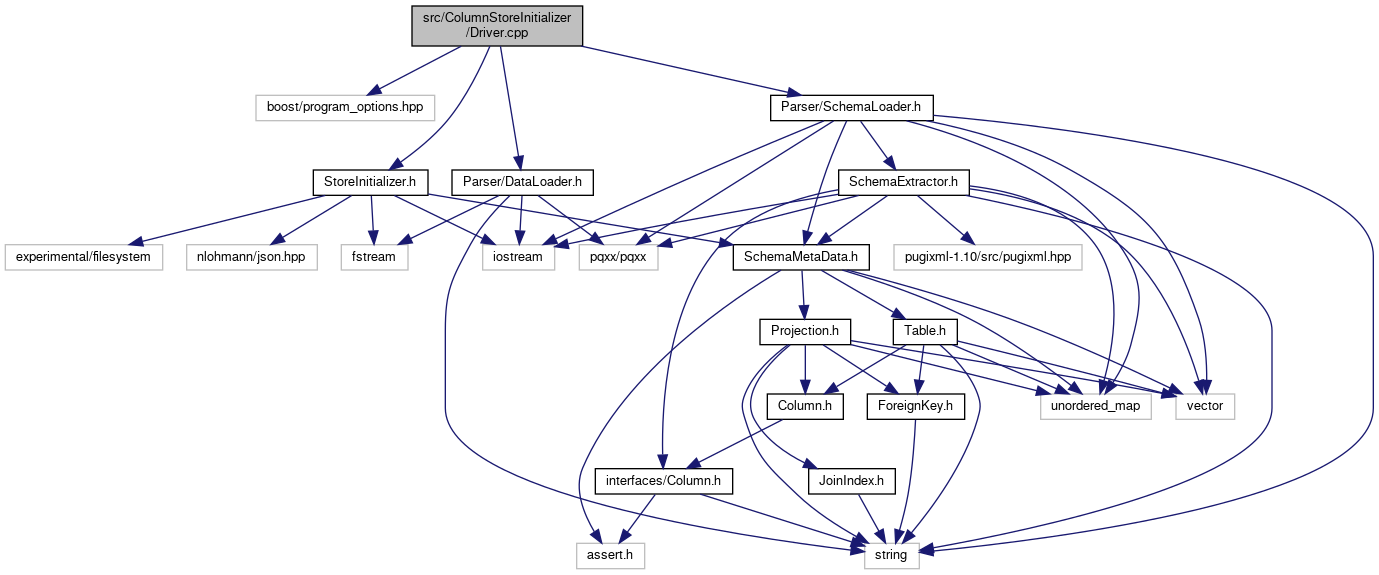 src/ColumnStoreInitializer
/Driver.cpp
boost/program_options.hpp
Parser/SchemaLoader.h
StoreInitializer.h
Parser/DataLoader.h
SchemaExtractor.h
experimental/filesystem
nlohmann/json.hpp
fstream
iostream
pqxx/pqxx
SchemaMetaData.h
pugixml-1.10/src/pugixml.hpp
Projection.h
Table.h
Column.h
ForeignKey.h
unordered_map
vector
interfaces/Column.h
JoinIndex.h
assert.h
string